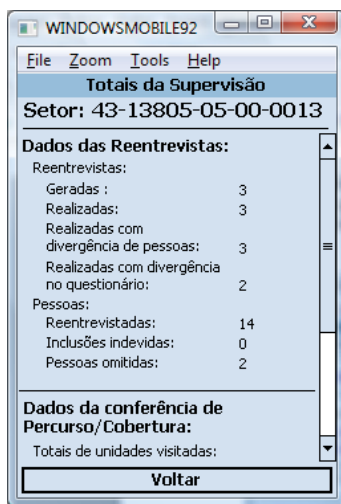 WINDOWSMOBILE92
File Zoom Tools Help
Totais da Supervisão
Setor: 43-13805-05-00-0013
Dados das Reentrevistas:
Reentrevistas:
Geradas : 3
Realizadas: 3
Realizadas com
divergência de pessoas: 3
Realizadas com divergência
no questionário: 2
Pessoas:
Reentrevistadas: 14
Inclusões indevidas: 0
Pessoas omitidas: 2
Dados da conferência de
Percurso/Cobertura:
Totais de unidades visitadas:
Voltar